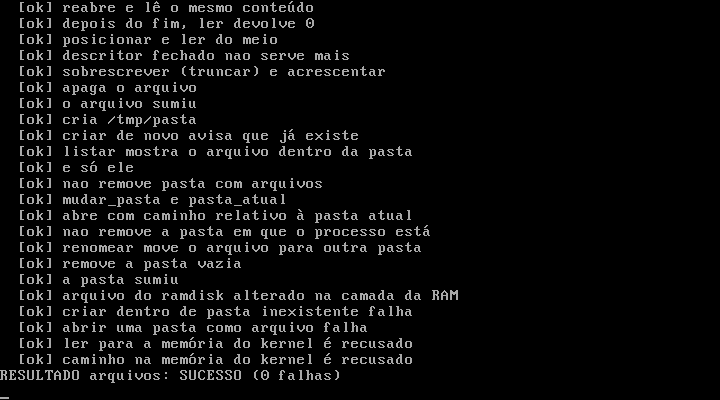 [ok] reabre e lê o mesmo conteúdo
[ok] depois do fim, ler devolve 0
[ok] posicionar e ler do meio
[ok] descritor fechado nao serve mais
[ok] sobrescrever (truncar) e acrescentar
[ok] apaga o arquivo
[ok] o arquivo sumiu
[ok] cria /tmp/pasta
[ok] criar de novo avisa que já existe
[ok] listar mostra o arquivo dentro da pasta
[ok] e só ele
[ok] nao remove pasta com arquivos
[ok] mudar_pasta e pasta_atual
[ok] abre com caminho relativo à pasta atual
[ok] nao remove a pasta em que o processo está
[ok] renomear move o arquivo para outra pasta
[ok] remove a pasta vazia
[ok] a pasta sumiu
[ok] arquivo do ramdisk alterado na camada da RAM
[ok] criar dentro de pasta inexistente falha
[ok] abrir uma pasta como arquivo falha
[ok] ler para a memória do kernel é recusado
[ok] caminho na memória do kernel é recusado
RESULTADO arquivos: SUCESSO (0 falhas)